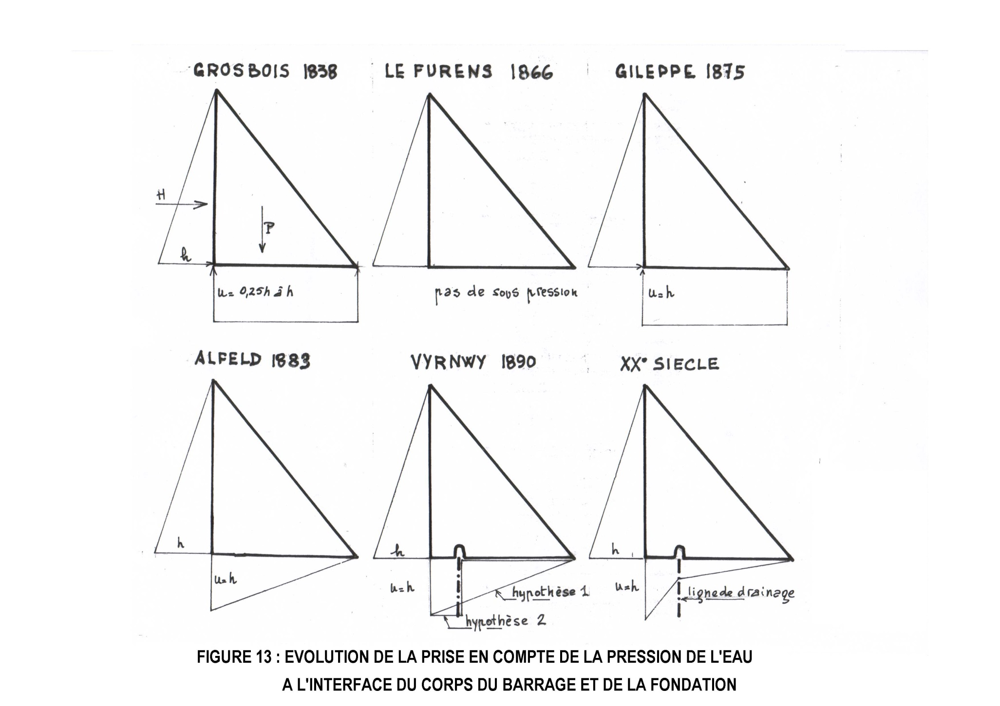 GROSBOIS 1838
LE FURENS 1866
GILEPPE 1875
H
P
h
u= 0,25h à h
pas de sous pression
u=h
ALFELD 1883
VYRNWY 1890
XX° SIECLE
h
u=h
h
u=h
hypothèse 1
hypothèse 2
h
u=h
ligne de drainage
FIGURE 13 : EVOLUTION DE LA PRISE EN COMPTE DE LA PRESSION DE L'EAU
A L'INTERFACE DU CORPS DU BARRAGE ET DE LA FONDATION